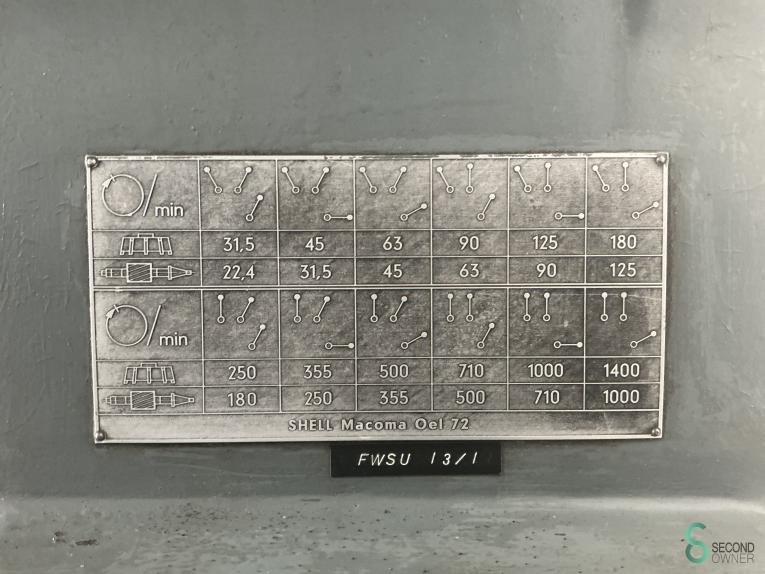 /min
31,5 45 63 90 125 180
22,4 31,5 45 63 90 125
/min
250 355 500 710 1000 1400
180 250 355 500 710 1000
SHELL Macoma Oel 72
FWSU 13/1
SECOND
OWNER